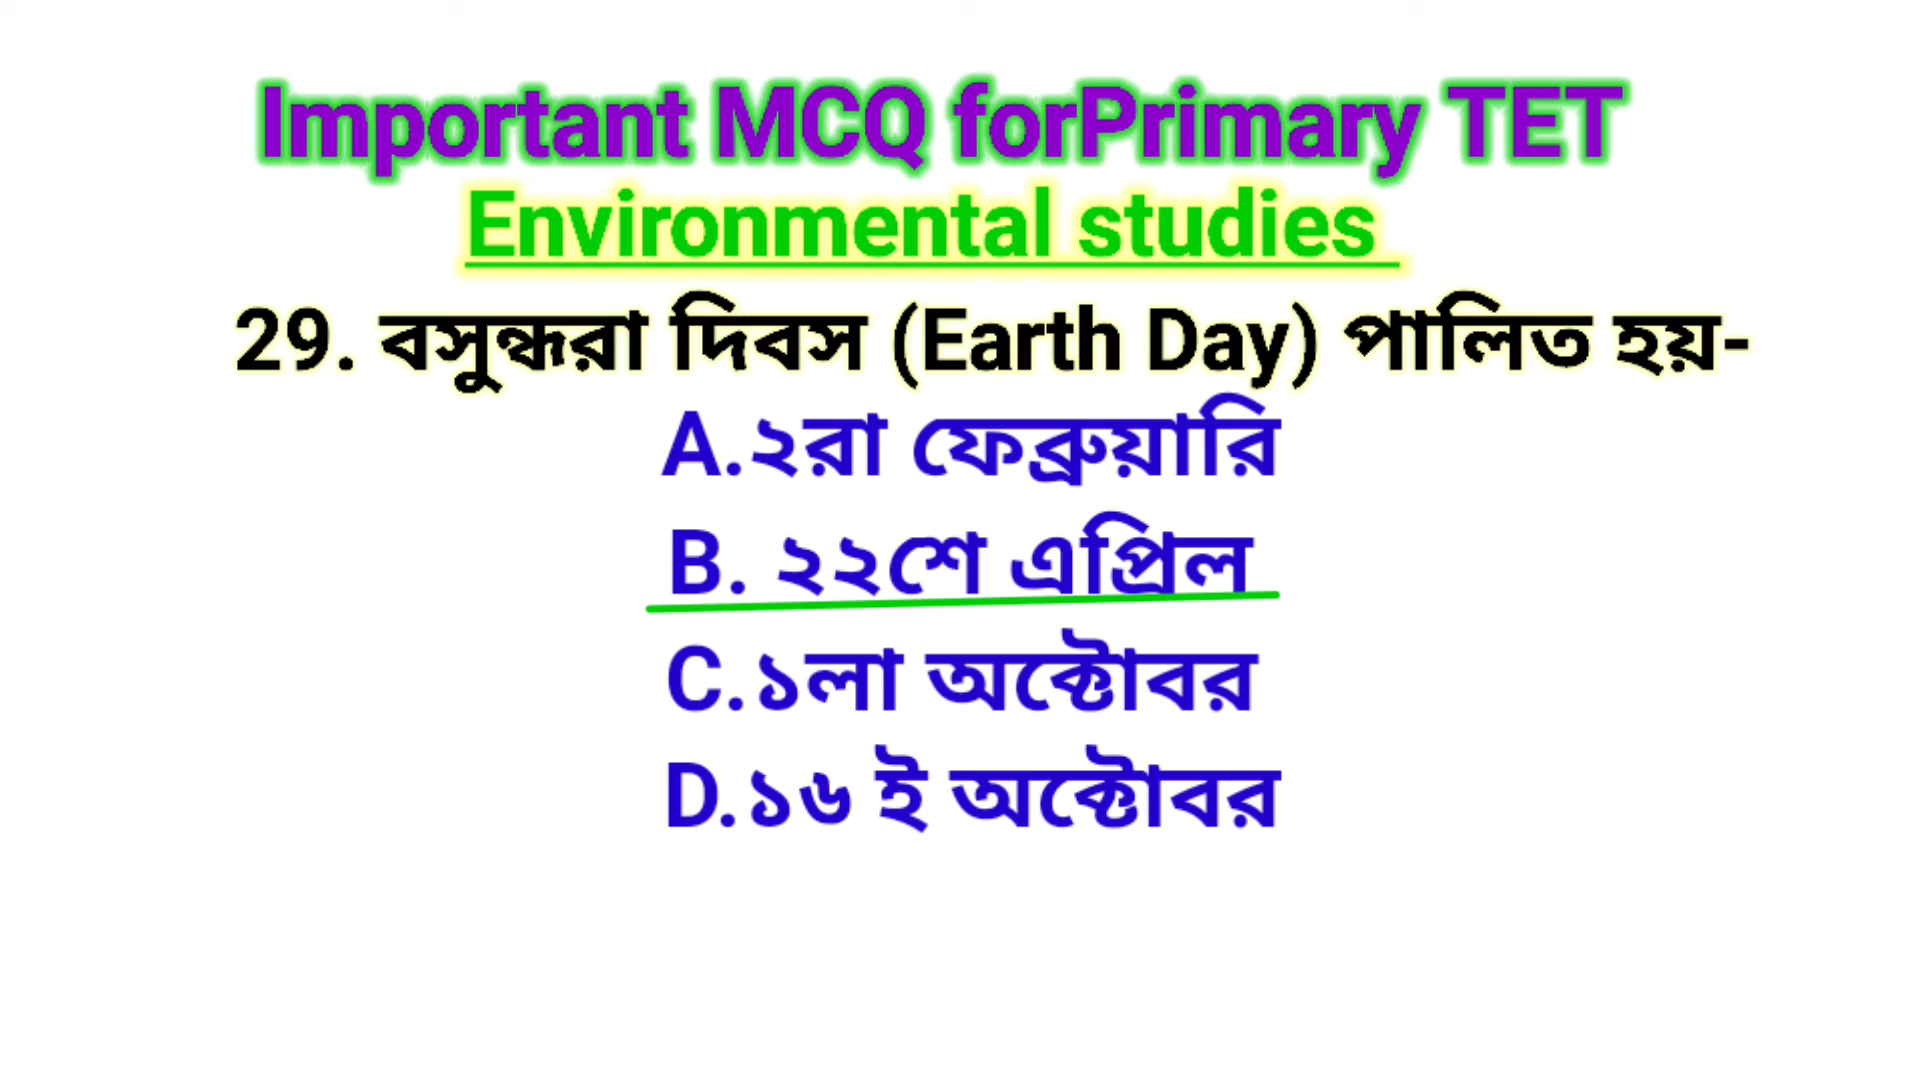 Important MCQ forPrimary TET
Environmental studies
29. বসুন্ধরা দিবস (Earth Day) পালিত হয়-
A.২রা ফেব্রুয়ারি
B. ২২শে এপ্রিল
C.১লা অক্টোবর
D.১৬ ই অক্টোবর